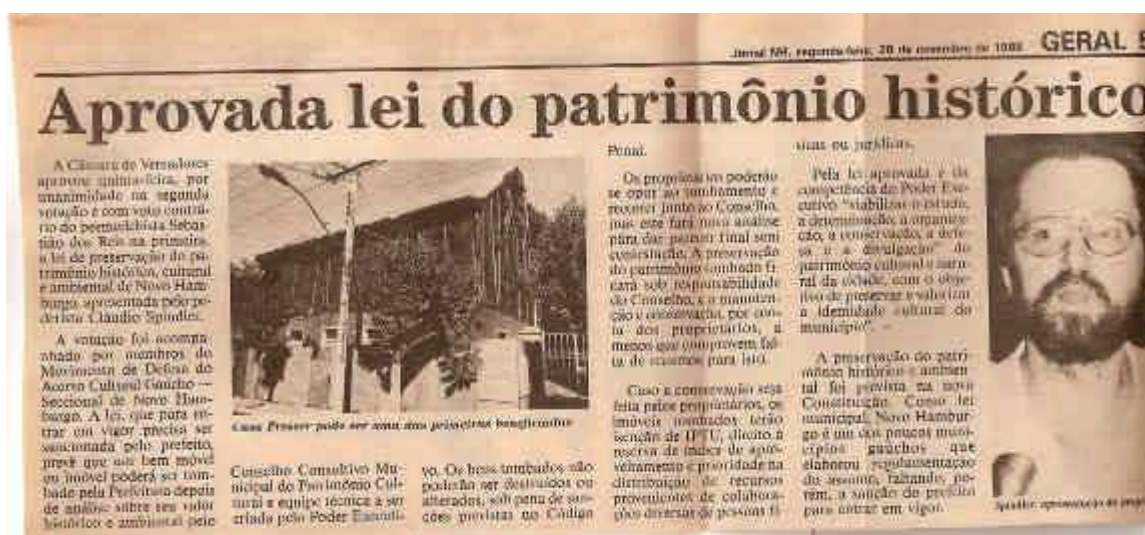 Jornal NH, segunda-feira, 28 de novembro de 1988 GERAL
Aprovada lei do patrimônio histórico
A Câmara de Vereadores
aprovou quinta-feira, por
unanimidade na segunda
votação e com voto contrá-
rio do peemedebista Sebas-
tião dos Reis na primeira,
a lei de preservação do pa-
trimônio histórico, cultural
e ambiental de Novo Ham-
burgo, apresentada pelo pe-
detista Cláudio Spindler.
A votação foi acompa-
nhado por membros do
Movimento de Defesa do
Acervo Cultural Gaúcho —
Seccional de Novo Ham-
burgo. A lei, que para en-
trar em vigor precisa ser
sancionada pelo prefeito,
prevê que um bem móvel
ou imóvel poderá ser tom-
bado pela Prefeitura depois
de análise sobre seu valor
histórico e ambiental pelo
Casa Presser pode ser uma das primeiras beneficiadas
Conselho Consultivo Mu-
nicipal do Patrimônio Cul-
tural e equipe técnica a ser
criada pelo Poder Executi-
vo. Os bens tombados não
poderão ser destruídos ou
alterados, sob pena de san-
ções previstas no Código
Penal.
Os proprietários poderão
se opor ao tombamento e
recorrer junto ao Conselho,
mas este fará nova análise
para dar parecer final sem
contestação. A preservação
do patrimônio tombado fi-
cará sob responsabilidade
do Conselho, e a manuten-
ção e conservação, por con-
ta dos proprietários, a
menos que comprovem fal-
ta de recursos para isto.
Caso a conservação seja
feita pelos proprietários, os
imóveis tombados terão
isenção de IPTU, direito a
reserva de índice de apro-
veitamento e prioridade na
distribuição de recursos
provenientes de colabora-
ções diversas de pessoas fí-
sicas ou jurídicas.
Pela lei aprovada é da
competência do Poder Exe-
cutivo "viabilizar o estudo,
a determinação, a organiza-
ção, a conservação, a defe-
sa e a divulgação" do
patrimônio cultural e natu-
ral da cidade, com o obje-
tivo de preservar e valorizar
a identidade cultural do
município".
A preservação do patri-
mônio histórico e ambien-
tal foi prevista na nova
Constituição. Como lei
municipal, Novo Hambur-
go é um dos poucos muni-
cípios gaúchos que
elaborou regulamentação
do assunto, faltando, po-
rém, a sanção do prefeito
para entrar em vigor.
Spindler: apresentação do